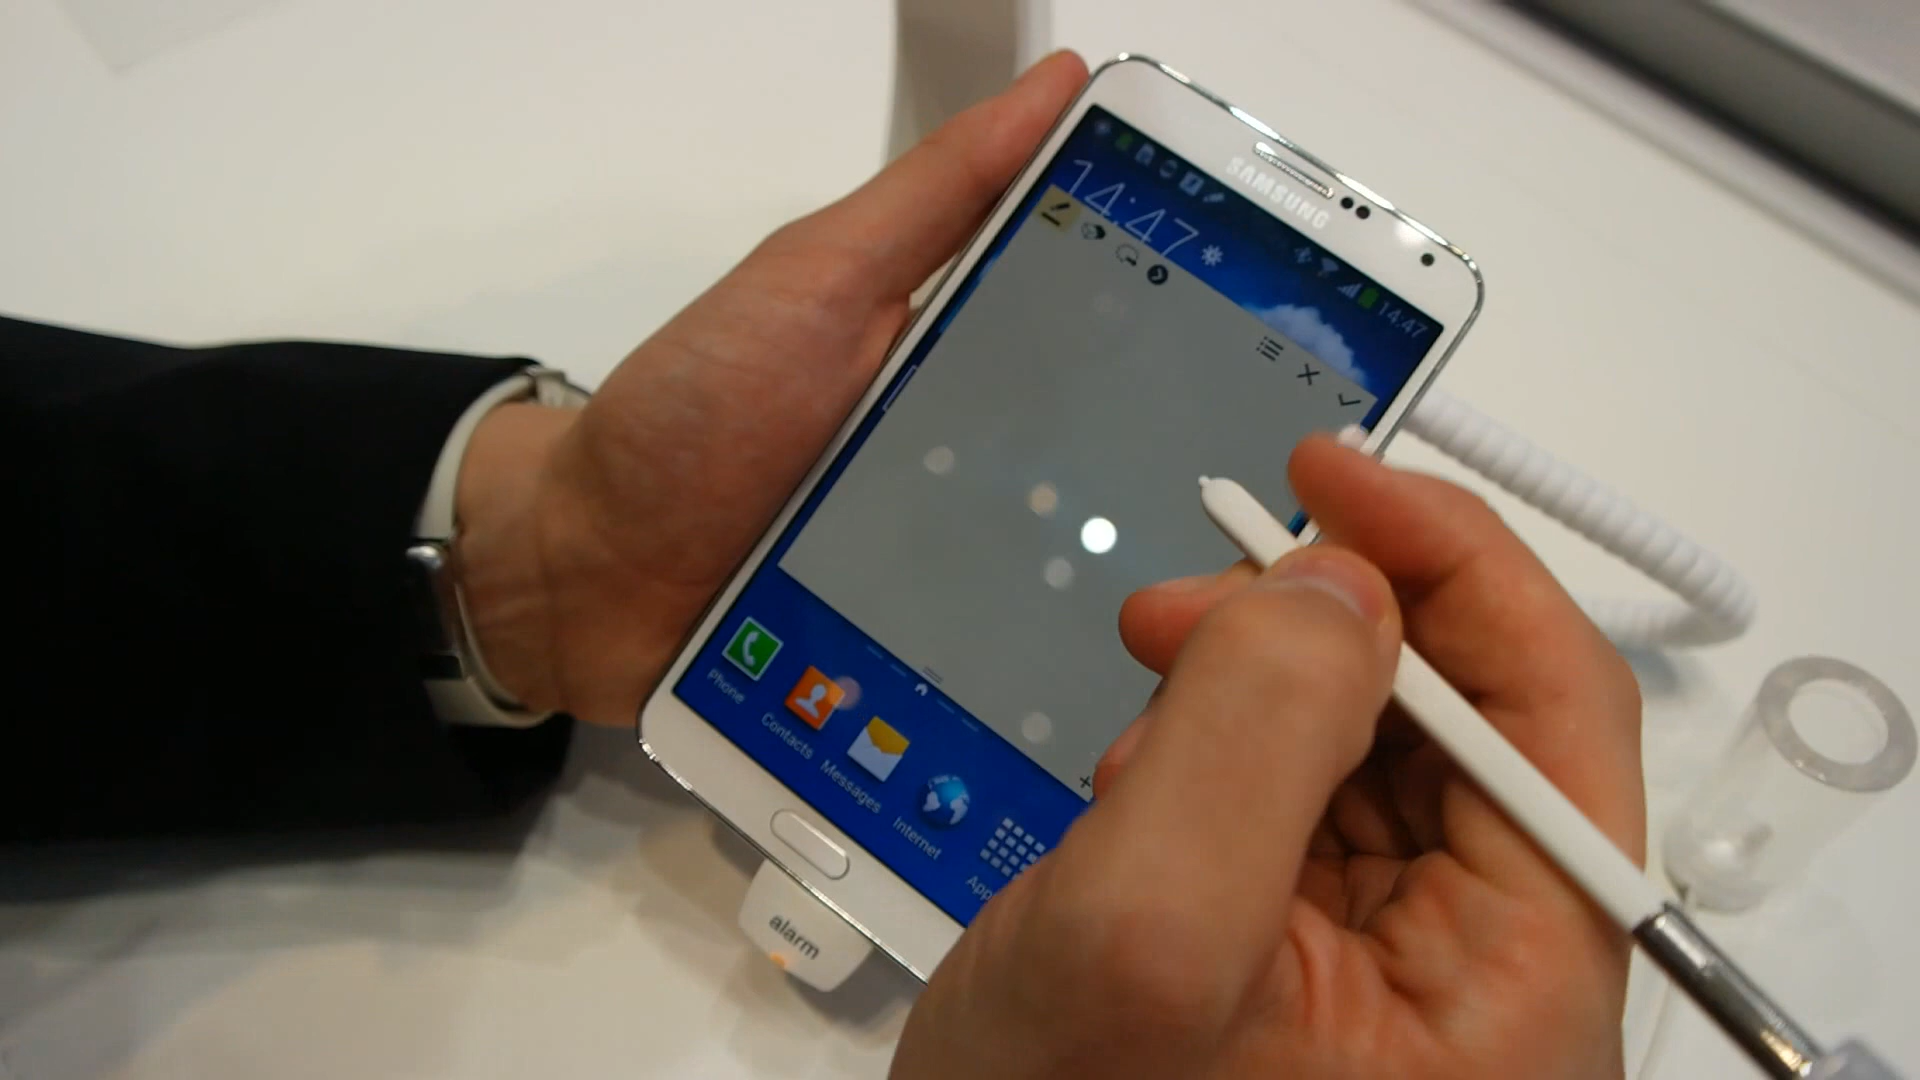 SAMSUNG
14:47
14:47
Phone
Contacts
Messages
Internet
alarm